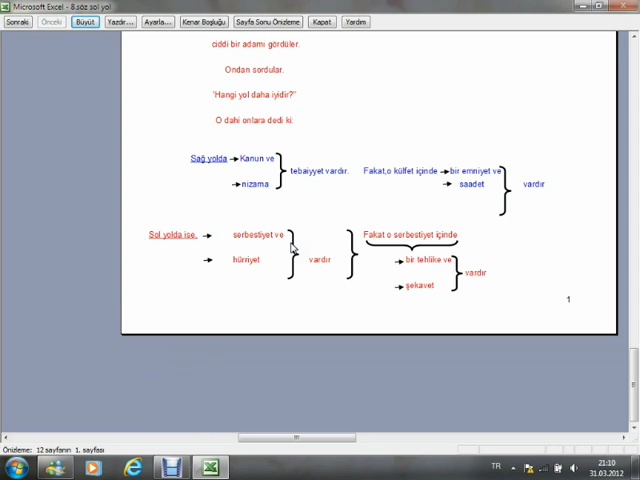 Microsoft Excel - 8.söz sol yol
Sonraki Önceki Büyüt Yazdır... Ayarla... Kenar Boşluğu Sayfa Sonu Önizleme Kapat Yardım
ciddi bir adamı gördüler.
Ondan sordular.
'Hangi yol daha iyidir?"
O dahi onlara dedi ki:
Sağ yolda Kanun ve
tebaiyyet vardır. Fakat,o külfet içinde bir emniyet ve
nizama saadet vardır
Sol yolda ise, serbestiyet ve Fakat o serbestiyet içinde
hürriyet vardır bir tehlike ve
vardır
şekavet
1
Önizleme: 12 sayfanın 1. sayfası
TR 21:10
31.03.2012